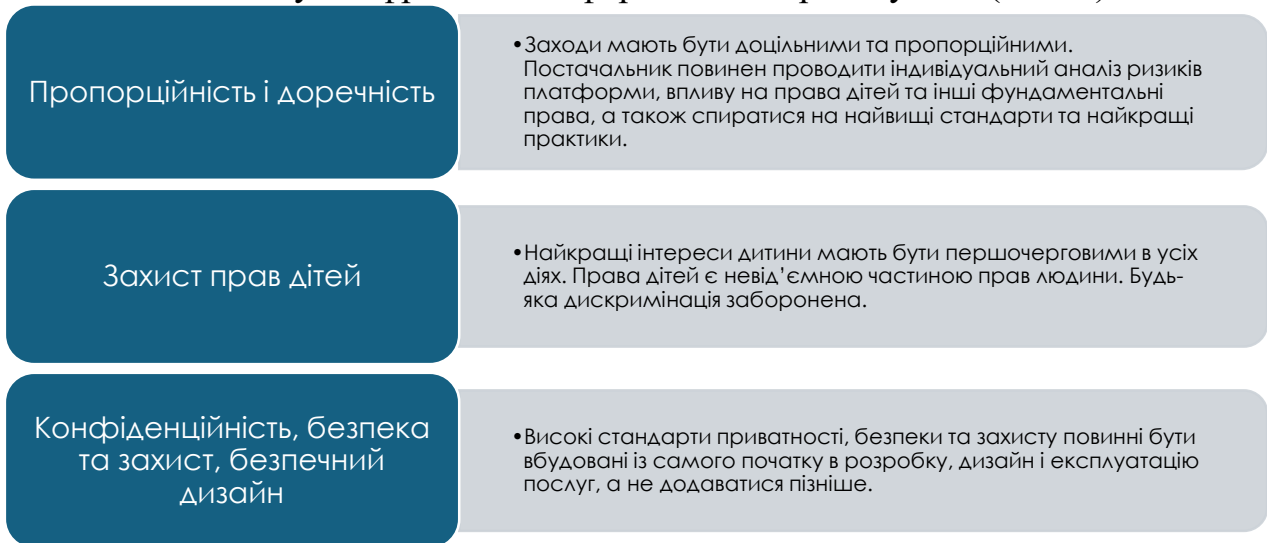 Пропорційність і доречність
•Заходи мають бути доцільними та пропорційними.
Постачальник повинен проводити індивідуальний аналіз ризиків
платформи, впливу на права дітей та інші фундаментальні
права, а також спиратися на найвищі стандарти та найкращі
практики.
Захист прав дітей
•Найкращі інтереси дитини мають бути першочерговими в усіх
діях. Права дітей є невід’ємною частиною прав людини. Будь-
яка дискримінація заборонена.
Конфіденційність, безпека
та захист, безпечний
дизайн
•Високі стандарти приватності, безпеки та захисту повинні бути
вбудовані із самого початку в розробку, дизайн і експлуатацію
послуг, а не додаватися пізніше.